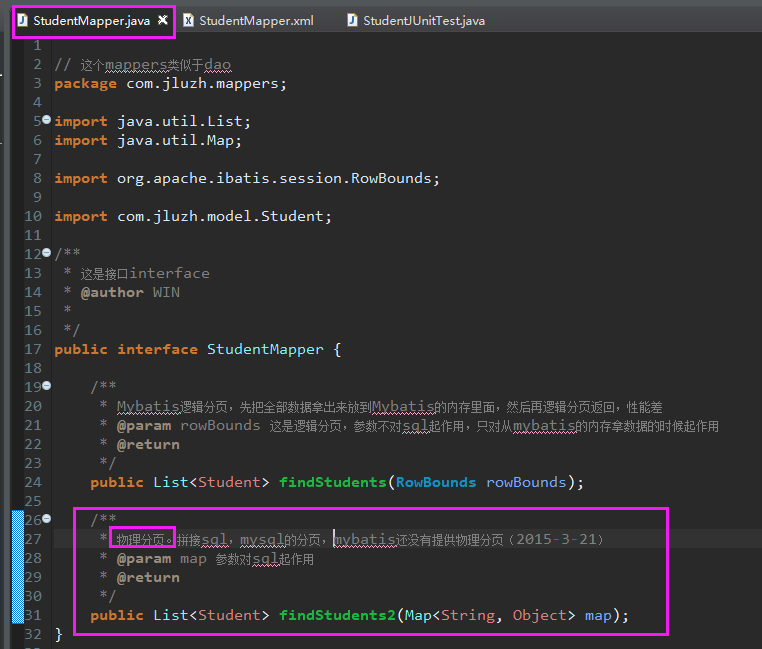 StudentMapper.java StudentMapper.xml StudentJUnitTest.java
1
2 // 这个mappers类似于dao
3 package com.jluzh.mappers;
4
5 import java.util.List;
6 import java.util.Map;
7
8 import org.apache.ibatis.session.RowBounds;
9
10 import com.jluzh.model.Student;
11
12 /**
13 * 这是接口interface
14 * @author WIN
15 *
16 */
17 public interface StudentMapper {
18
19 /**
20 * Mybatis逻辑分页，先把全部数据拿出来放到Mybatis的内存里面，然后再逻辑分页返回，性能差
21 * @param rowBounds 这是逻辑分页，参数不对sql起作用，只对从mybatis的内存拿数据的时候起作用
22 * @return
23 */
24 public List<Student> findStudents(RowBounds rowBounds);
25
26 /**
27 * 物理分页。拼接sql，mysql的分页，mybatis还没有提供物理分页（2015-3-21）
28 * @param map 参数对sql起作用
29 * @return
30 */
31 public List<Student> findStudents2(Map<String, Object> map);
32 }